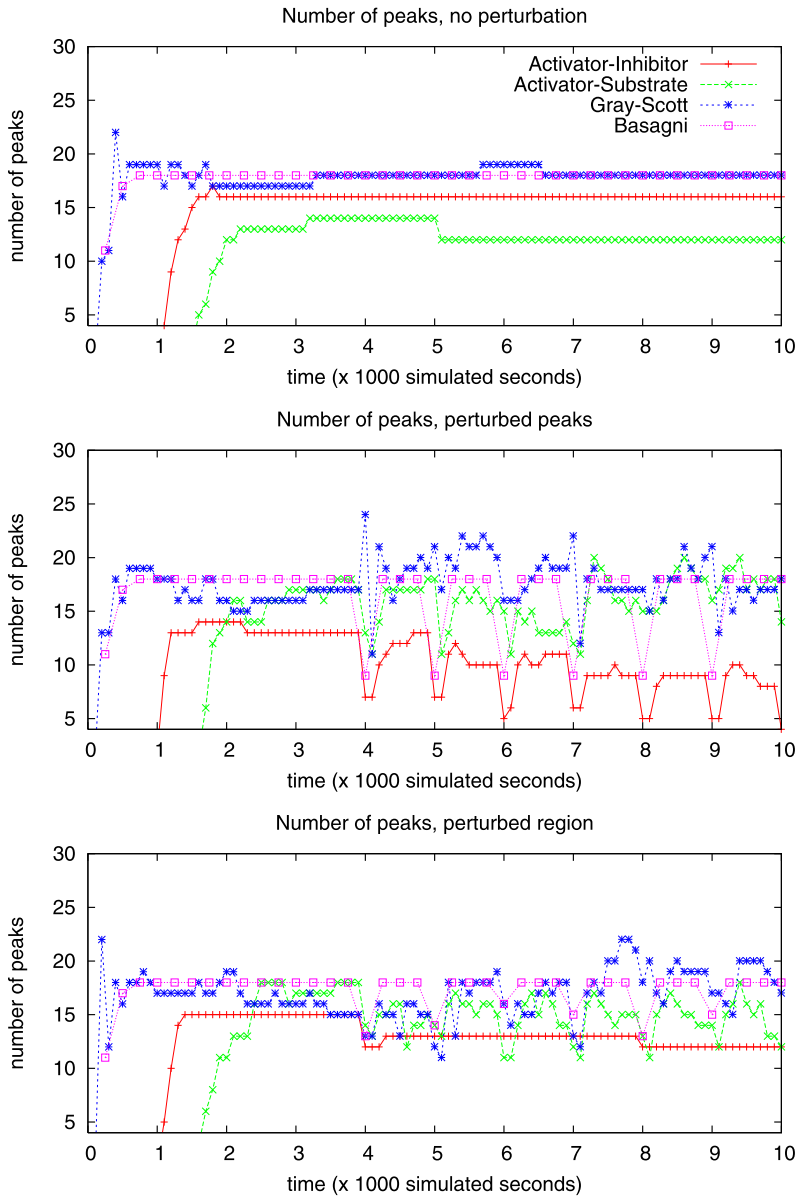 Number of peaks, no perturbation
30
25
20
15
10
5
number of peaks
Activator-Inhibitor
Activator-Substrate
Gray-Scott
Basagni
0 1 2 3 4 5 6 7 8 9 10
time (x 1000 simulated seconds)
Number of peaks, perturbed peaks
30
25
20
15
10
5
number of peaks
0 1 2 3 4 5 6 7 8 9 10
time (x 1000 simulated seconds)
Number of peaks, perturbed region
30
25
20
15
10
5
number of peaks
0 1 2 3 4 5 6 7 8 9 10
time (x 1000 simulated seconds)